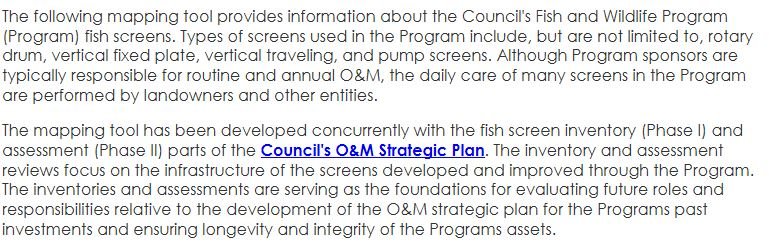 The following mapping tool provides information about the Council's Fish and Wildlife Program
(Program) fish screens. Types of screens used in the Program include, but are not limited to, rotary
drum, vertical fixed plate, vertical traveling, and pump screens. Although Program sponsors are
typically responsible for routine and annual O&M, the daily care of many screens in the Program
are performed by landowners and other entities.
The mapping tool has been developed concurrently with the fish screen inventory (Phase I) and
assessment (Phase II) parts of the Council's O&M Strategic Plan. The inventory and assessment
reviews focus on the infrastructure of the screens developed and improved through the Program.
The inventories and assessments are serving as the foundations for evaluating future roles and
responsibilities relative to the development of the O&M strategic plan for the Programs past
investments and ensuring longevity and integrity of the Programs assets.